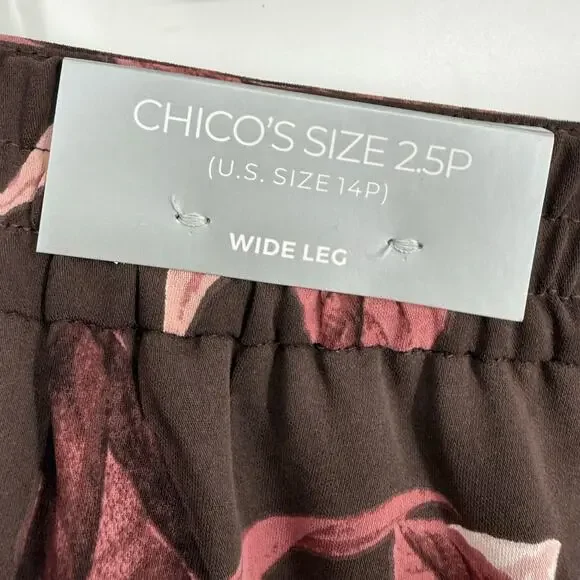 CHICO'S SIZE 2.5P
(U.S. SIZE 14P)
WIDE LEG